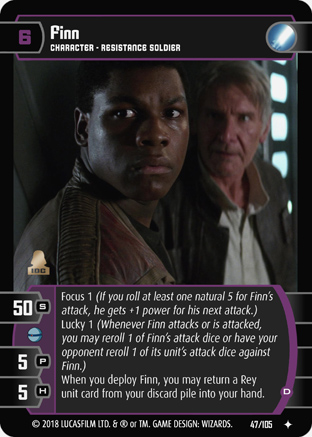 6
Finn
CHARACTER • RESISTANCE SOLDIER
IDC
50 S
5 P
5 H
Focus 1 (If you roll at least one natural 5 for Finn's
attack, he gets +1 power for his next attack.)
Lucky 1 (Whenever Finn attacks or is attacked,
you may reroll 1 of Finn's attack dice or have your
opponent reroll 1 of its unit's attack dice against
Finn.)
When you deploy Finn, you may return a Rey
unit card from your discard pile into your hand.
D
© 2018 LUCASFILM LTD. & ® or TM. GAME DESIGN: WIZARDS.
47/105